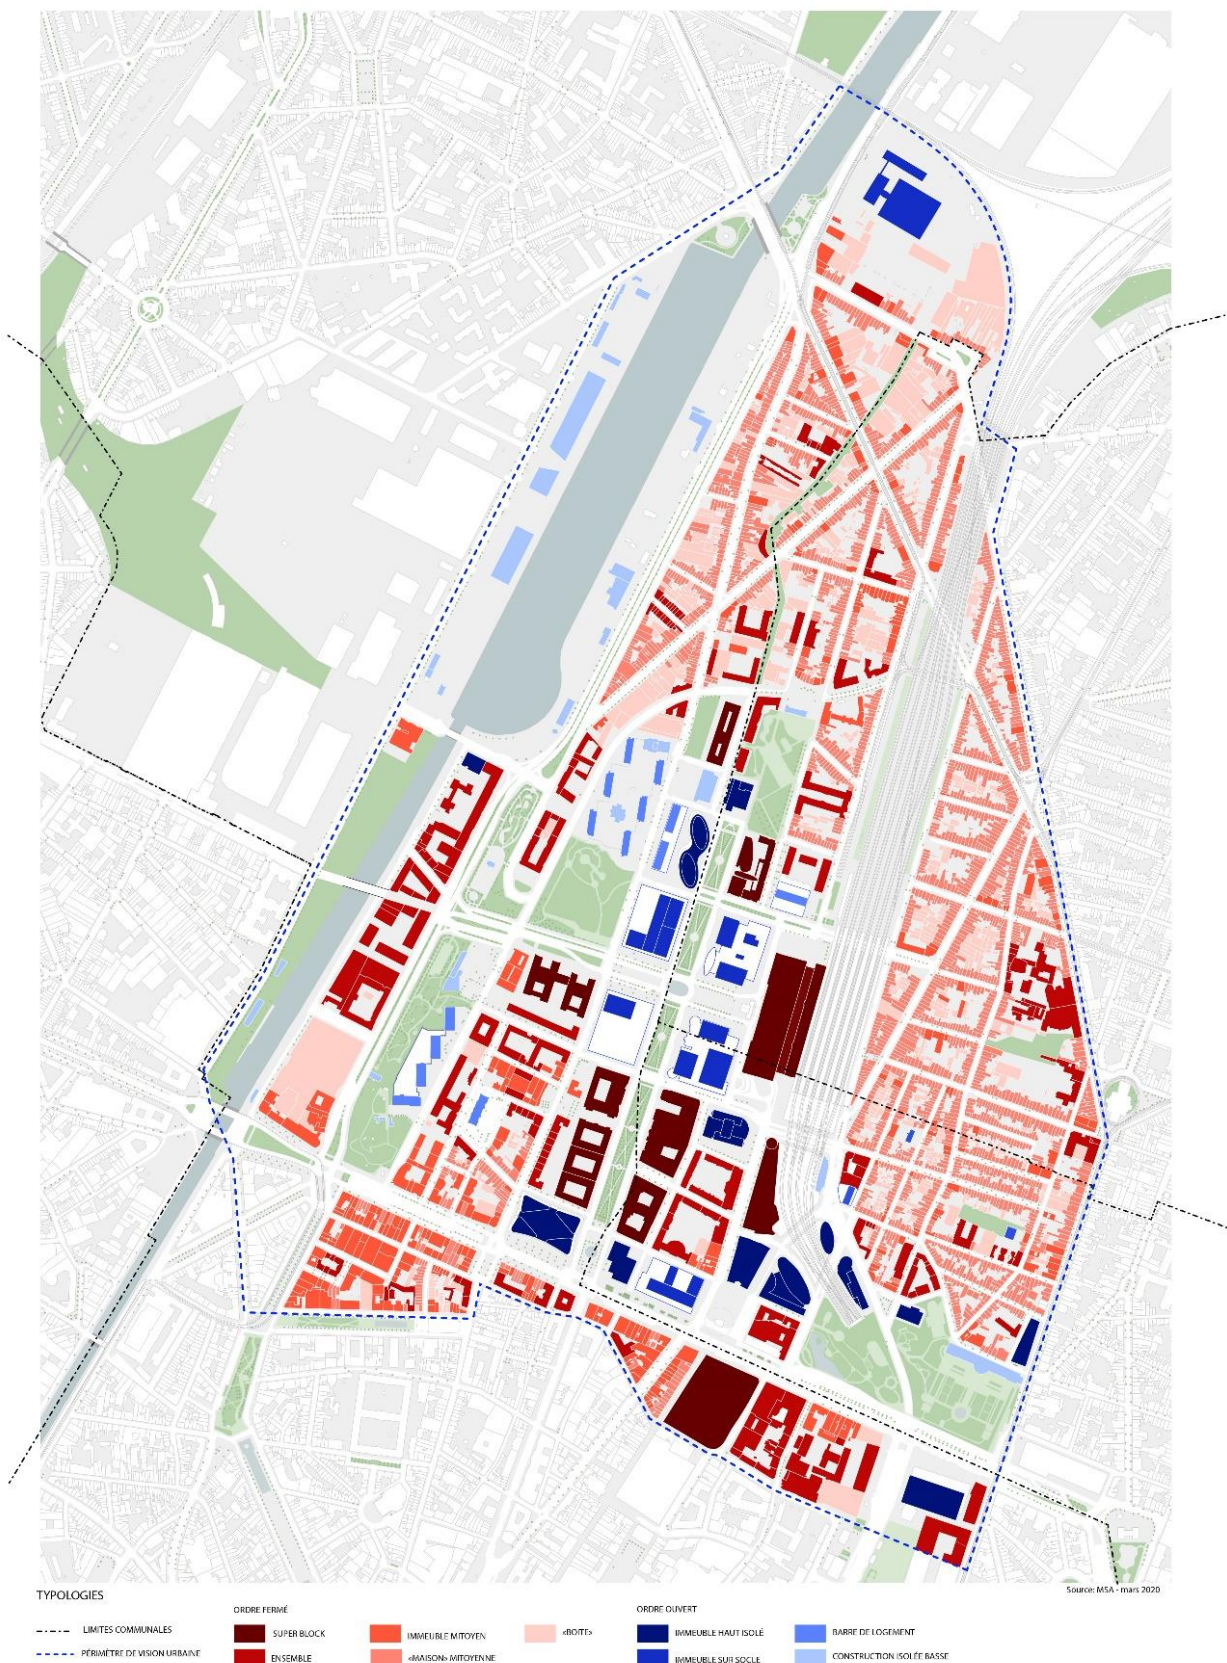 Source: MSA - mars 2020
TYPOLOGIES
LIMITES COMMUNALES
PÉRIMÈTRE DE VISION URBAINE
ORDRE FERMÉ
SUPER BLOCK
ENSEMBLE
IMMEUBLE MITOYEN
«MAISON» MITOYENNE
«BOITE»
ORDRE OUVERT
IMMEUBLE HAUT ISOLÉ
IMMEUBLE SUR SOCLE
BARRE DE LOGEMENT
CONSTRUCTION ISOLÉE BASSE